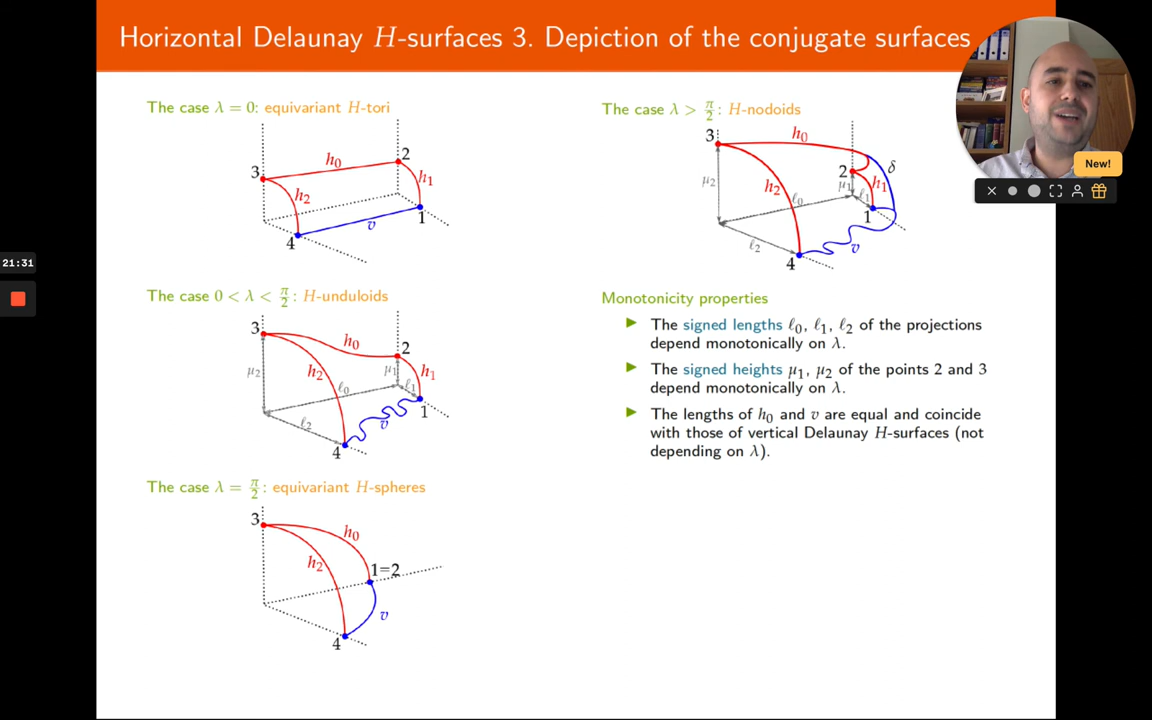 Horizontal Delaunay H-surfaces 3. Depiction of the conjugate surfaces
The case λ = 0: equivariant H-tori
3
h₀
2
h₂
h₁
4
v
1
The case 0 < λ < π/2: H-unduloids
3
h₀
2
μ₂
h₂
ℓ₀
μ₁
h₁
ℓ₁
ℓ₂
v
1
4
The case λ = π/2: equivariant H-spheres
3
h₀
h₂
1=2
v
4
The case λ > π/2: H-nodoids
3
h₀
2
δ
μ₂
h₂
ℓ₀
μ₁
ℓ₁
h₁
1
ℓ₂
v
4
Monotonicity properties
The signed lengths ℓ₀, ℓ₁, ℓ₂ of the projections
depend monotonically on λ.
The signed heights μ₁, μ₂ of the points 2 and 3
depend monotonically on λ.
The lengths of h₀ and v are equal and coincide
with those of vertical Delaunay H-surfaces (not
depending on λ).
New!
21:31